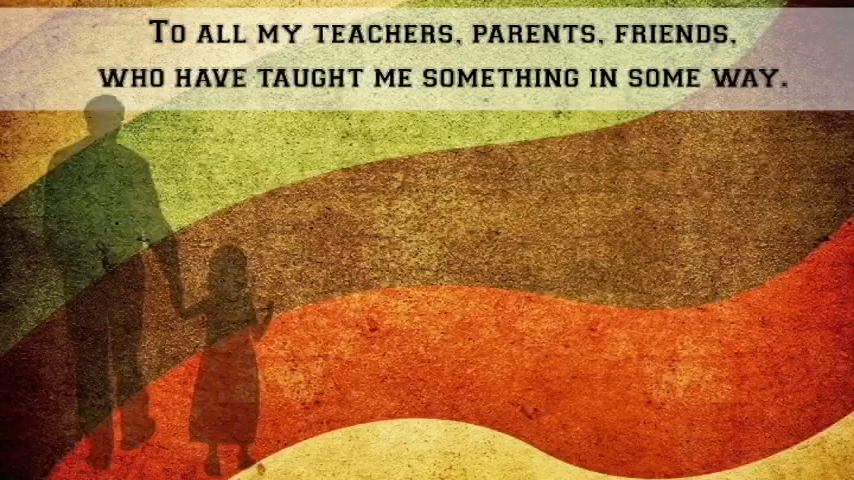 To all my teachers, parents, friends,
who have taught me something in some way.